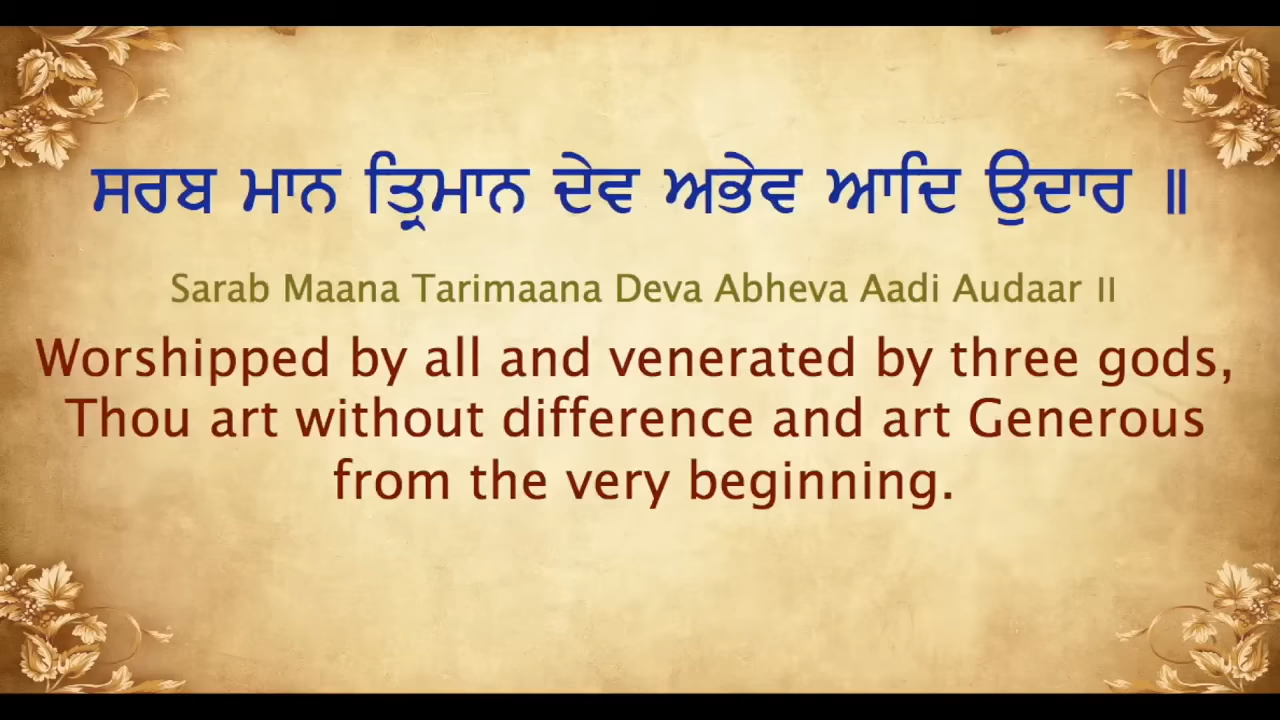 ਸਰਬ ਮਾਨ ਤ੍ਰਿਮਾਨ ਦੇਵ ਅਭੇਵ ਆਦਿ ਉਦਾਰ ॥
Sarab Maana Tarimaana Deva Abheva Aadi Audaar ॥
Worshipped by all and venerated by three gods,
Thou art without difference and art Generous
from the very beginning.